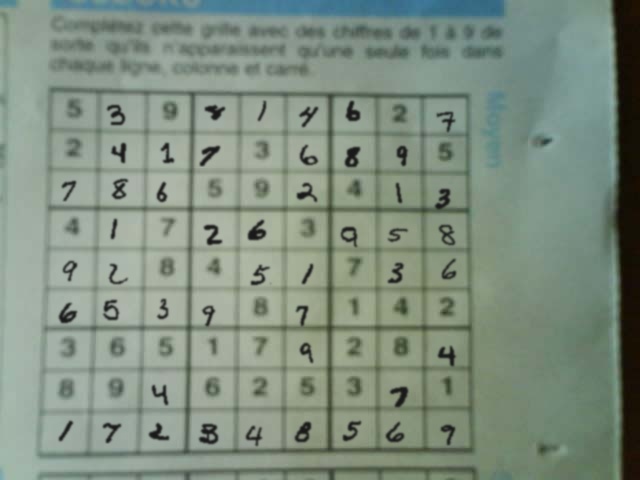 SUDOKU
Complétez cette grille avec des chiffres de 1 à 9 de
sorte qu'ils n'apparaissent qu'une seule fois dans
chaque ligne, colonne et carré.
Moyen
5 3 9 8 1 4 6 2 7
2 4 1 7 3 6 8 9 5
7 8 6 5 9 2 4 1 3
4 1 7 2 6 3 9 5 8
9 2 8 4 5 1 7 3 6
6 5 3 9 8 7 1 4 2
3 6 5 1 7 9 2 8 4
8 9 4 6 2 5 3 7 1
1 7 2 3 4 8 5 6 9